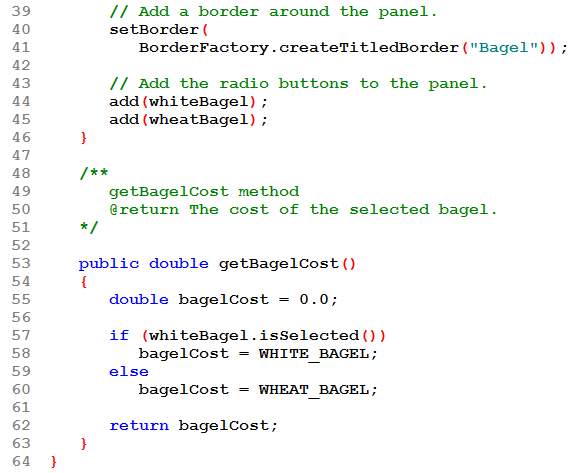 39         // Add a border around the panel.
40         setBorder(
41            BorderFactory.createTitledBorder("Bagel"));
42
43         // Add the radio buttons to the panel.
44         add(whiteBagel);
45         add(wheatBagel);
46      }
47
48      /**
49         getBagelCost method
50         @return The cost of the selected bagel.
51      */
52
53      public double getBagelCost()
54      {
55         double bagelCost = 0.0;
56
57         if (whiteBagel.isSelected())
58            bagelCost = WHITE_BAGEL;
59         else
60            bagelCost = WHEAT_BAGEL;
61
62         return bagelCost;
63      }
64   }